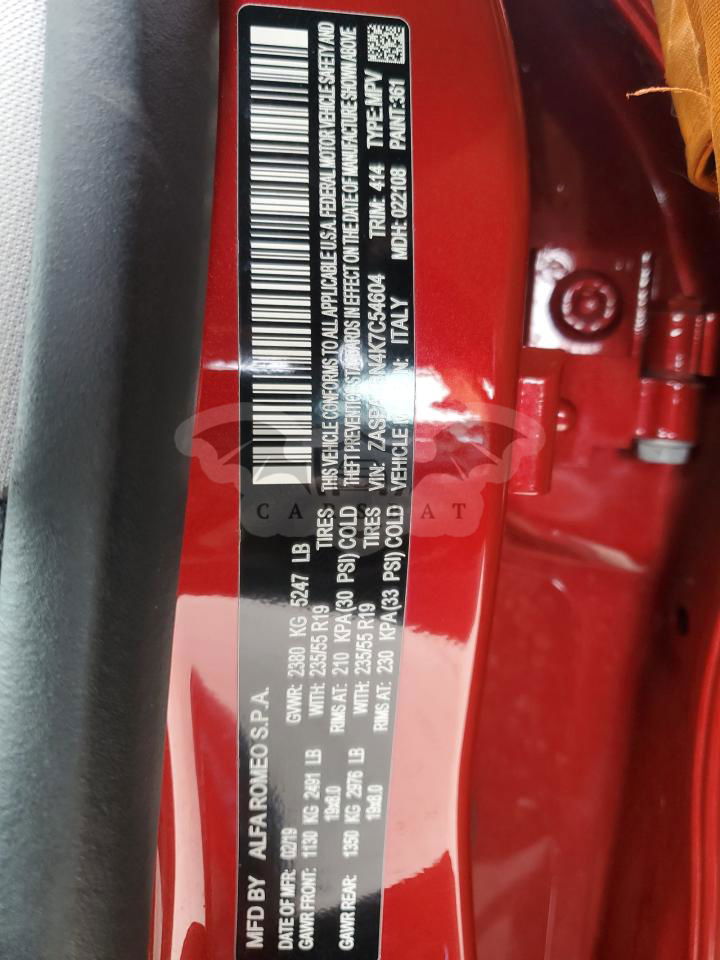 MFD BY ALFA ROMEO S.P.A.
DATE OF MFR: 02/19 GVWR: 2380 KG 5247 LB
GAWR FRONT: 1130 KG 2491 LB WITH: 235/55 R19 TIRES
19x8.0 RIMS AT: 210 KPA(30 PSI) COLD
GAWR REAR: 1350 KG 2976 LB WITH: 235/55 R19 TIRES
19x8.0 RIMS AT: 230 KPA(33 PSI) COLD
THIS VEHICLE CONFORMS TO ALL APPLICABLE U.S.A. FEDERAL MOTOR VEHICLE SAFETY AND
THEFT PREVENTION STANDARDS IN EFFECT ON THE DATE OF MANUFACTURE SHOWN ABOVE
VIN: TRIM: 414 TYPE:MPV
VEHICLE IN: ITALY MDH: 022108 PAINT:361